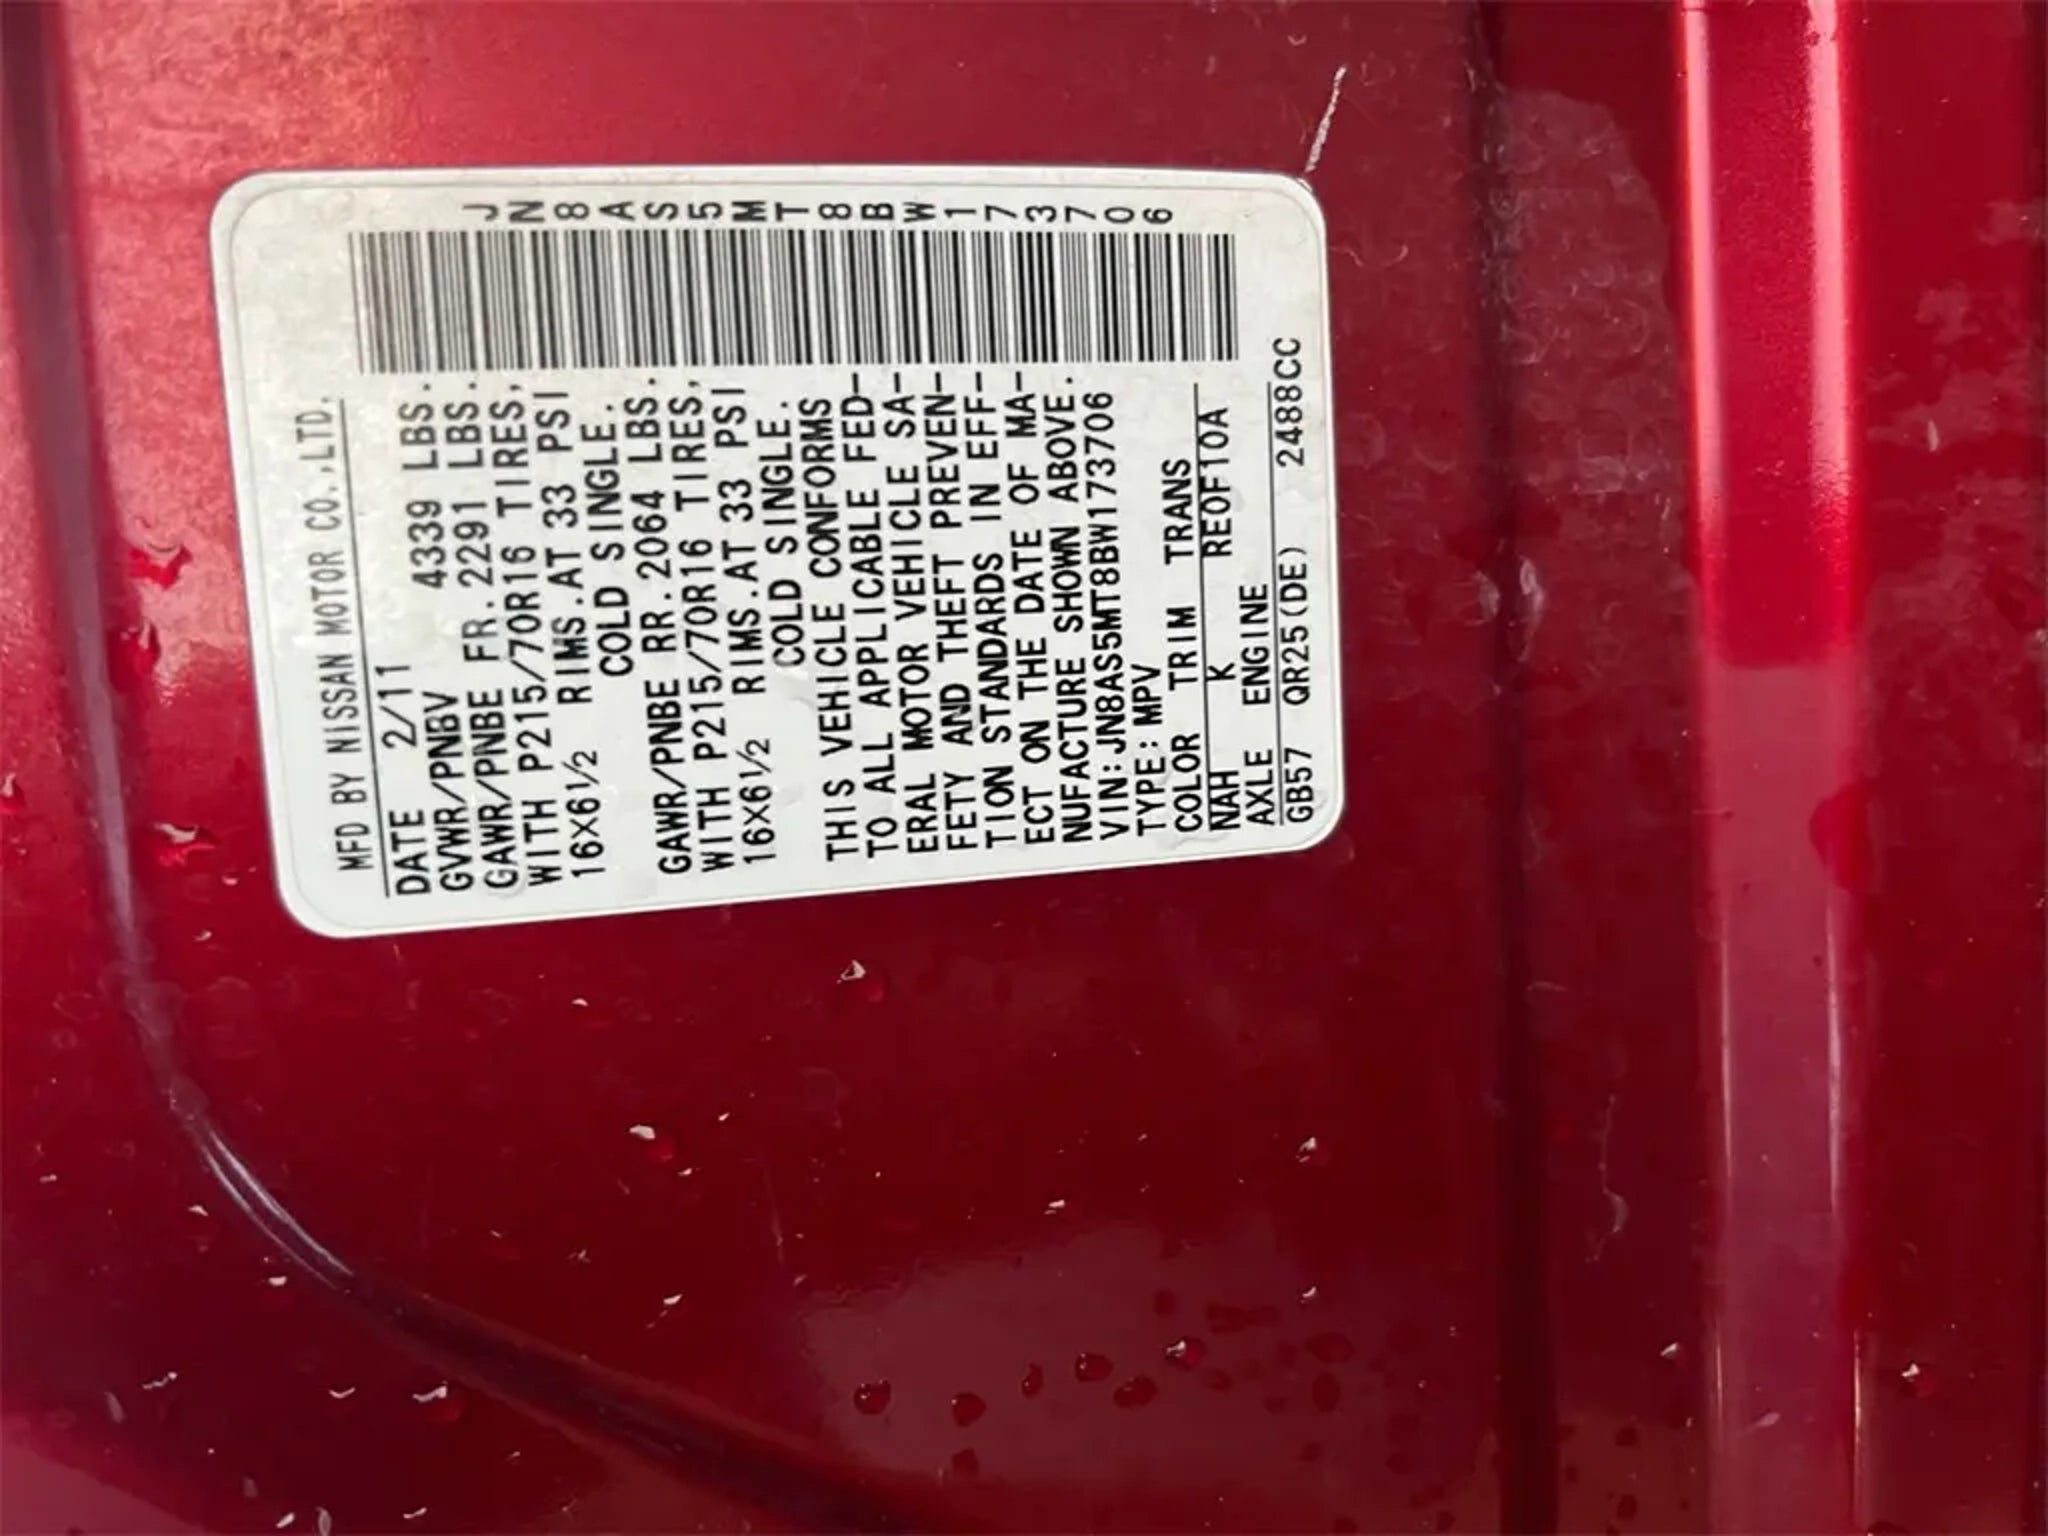 MFD BY NISSAN MOTOR CO.,LTD.
DATE 2/11
GVWR/PNBV 4339 LBS.
GAWR/PNBE FR.2291 LBS.
WITH P215/70R16 TIRES,
16X6½ RIMS.AT 33 PSI
COLD SINGLE.
GAWR/PNBE RR.2064 LBS.
WITH P215/70R16 TIRES,
16X6½ RIMS.AT 33 PSI
COLD SINGLE.
THIS VEHICLE CONFORMS
TO ALL APPLICABLE FED-
ERAL MOTOR VEHICLE SA-
FETY AND THEFT PREVEN-
TION STANDARDS IN EFF-
ECT ON THE DATE OF MA-
NUFACTURE SHOWN ABOVE.
VIN:JN8AS5MT8BW173706
TYPE:MPV
COLOR TRIM TRANS
NAH K RE0F10A
AXLE ENGINE
GB57 QR25(DE) 2488CC
JN8AS5MT8BW173706